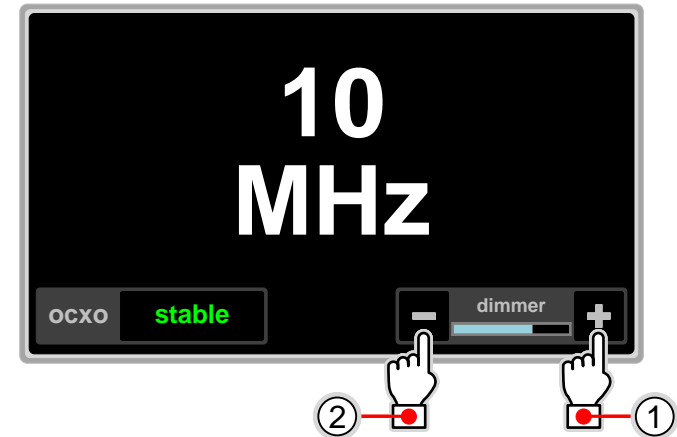 10
MHz
ocxo stable
dimmer
− +
2 1